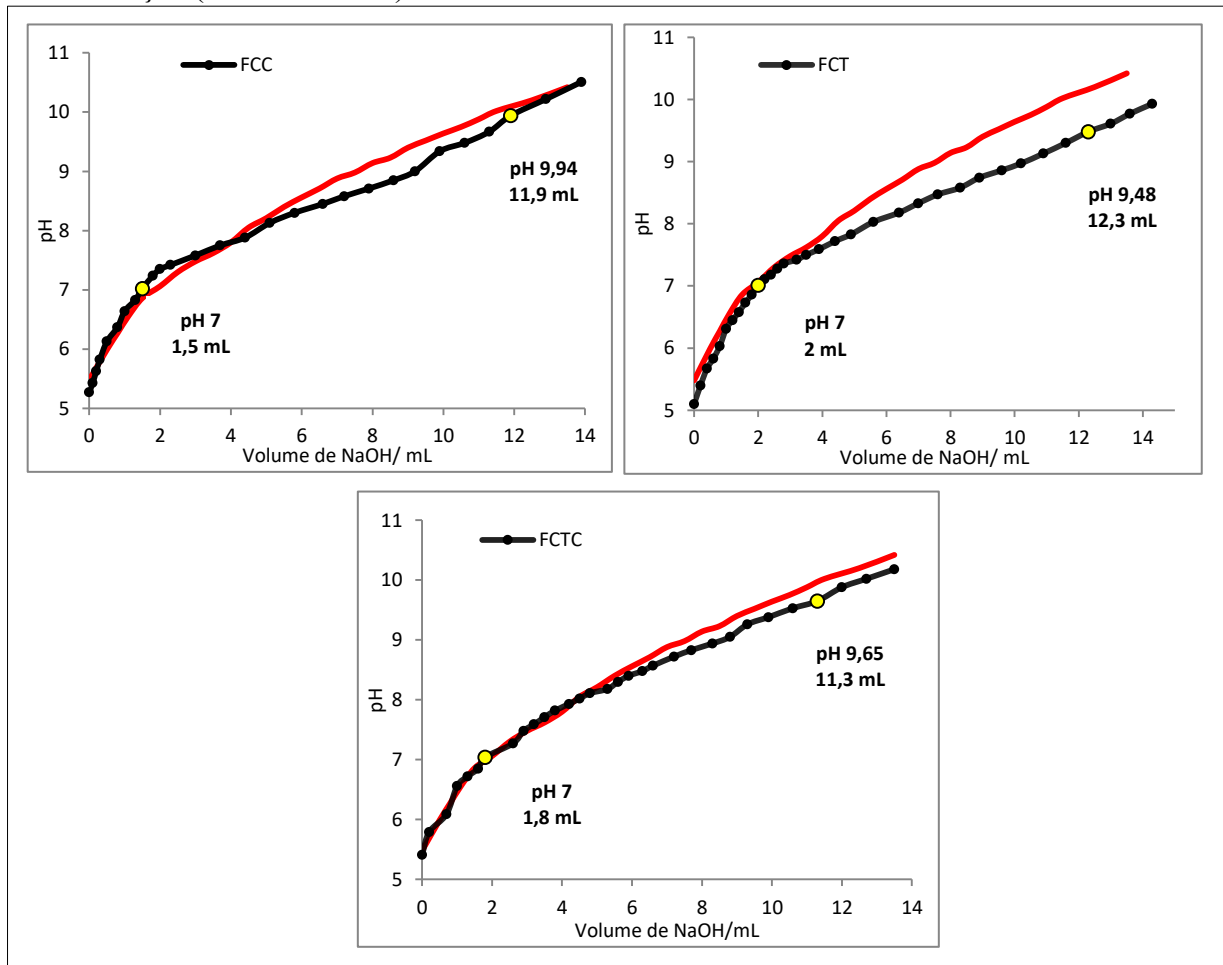 FCC
11
10
9
8
7
6
5
pH
pH 9,94
11,9 mL
pH 7
1,5 mL
0 2 4 6 8 10 12 14
Volume de NaOH/ mL
FCT
11
10
9
8
7
6
5
pH
pH 9,48
12,3 mL
pH 7
2 mL
0 2 4 6 8 10 12 14
Volume de NaOH/ mL
FCTC
11
10
9
8
7
6
5
pH
pH 9,65
11,3 mL
pH 7
1,8 mL
0 2 4 6 8 10 12 14
Volume de NaOH/mL